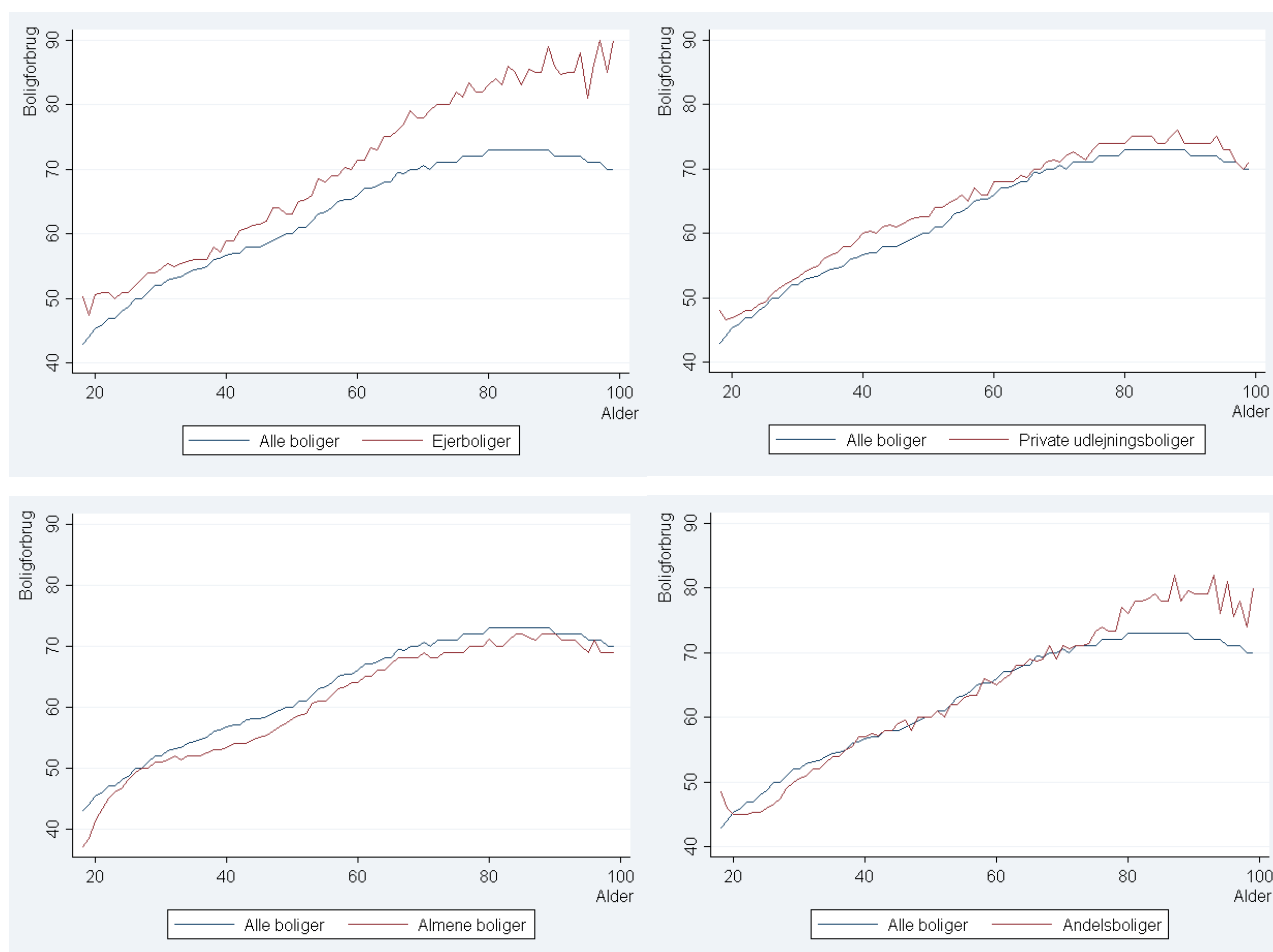 Boligforbrug
90
80
70
60
50
40
20 40 60 80 100
Alder
Alle boliger Ejerboliger
Boligforbrug
90
80
70
60
50
40
20 40 60 80 100
Alder
Alle boliger Private udlejningsboliger
Boligforbrug
90
80
70
60
50
40
20 40 60 80 100
Alder
Alle boliger Almene boliger
Boligforbrug
90
80
70
60
50
40
20 40 60 80 100
Alder
Alle boliger Andelsboliger